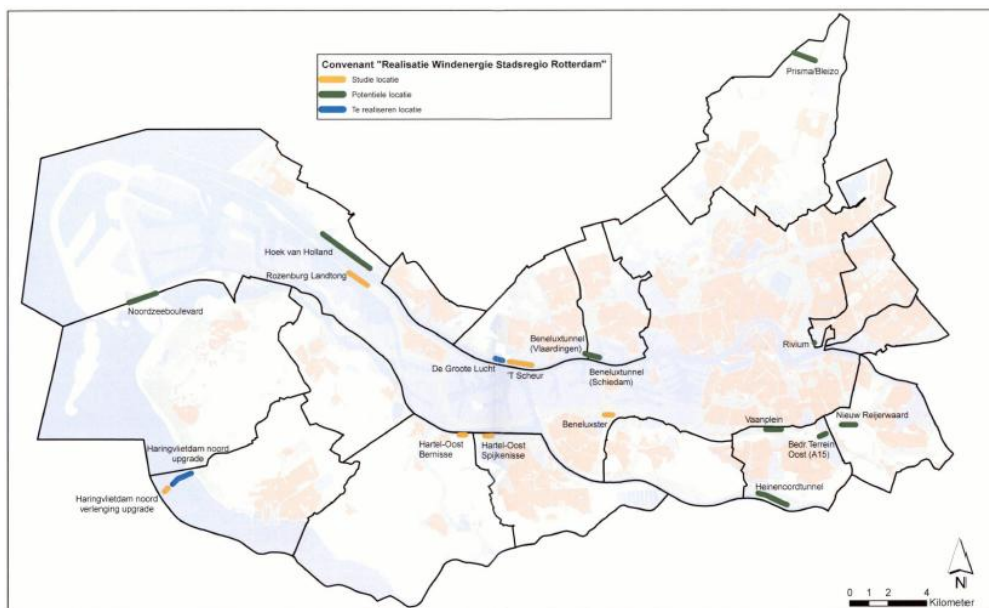 Convenant "Realisatie Windenergie Stadsregio Rotterdam"
Studie locatie
Potentiele locatie
Te realiseren locatie
Prisma/Bleizo
Hoek van Holland
Rozenburg Landtong
Noordzeeboulevard
Beneluxtunnel
(Vlaardingen)
Rivium
De Groote Lucht
'T Scheur
Beneluxtunnel
(Schiedam)
Beneluxster
Vaanplein
Nieuw Reijerwaard
Hartel-Oost
Bernisse
Hartel-Oost
Spijkenisse
Bedr. Terrein
Oost (A15)
Haringvlietdam noord
upgrade
Haringvlietdam noord
verlenging upgrade
Heinenoordtunnel
N
0 1 2 4
Kilometer